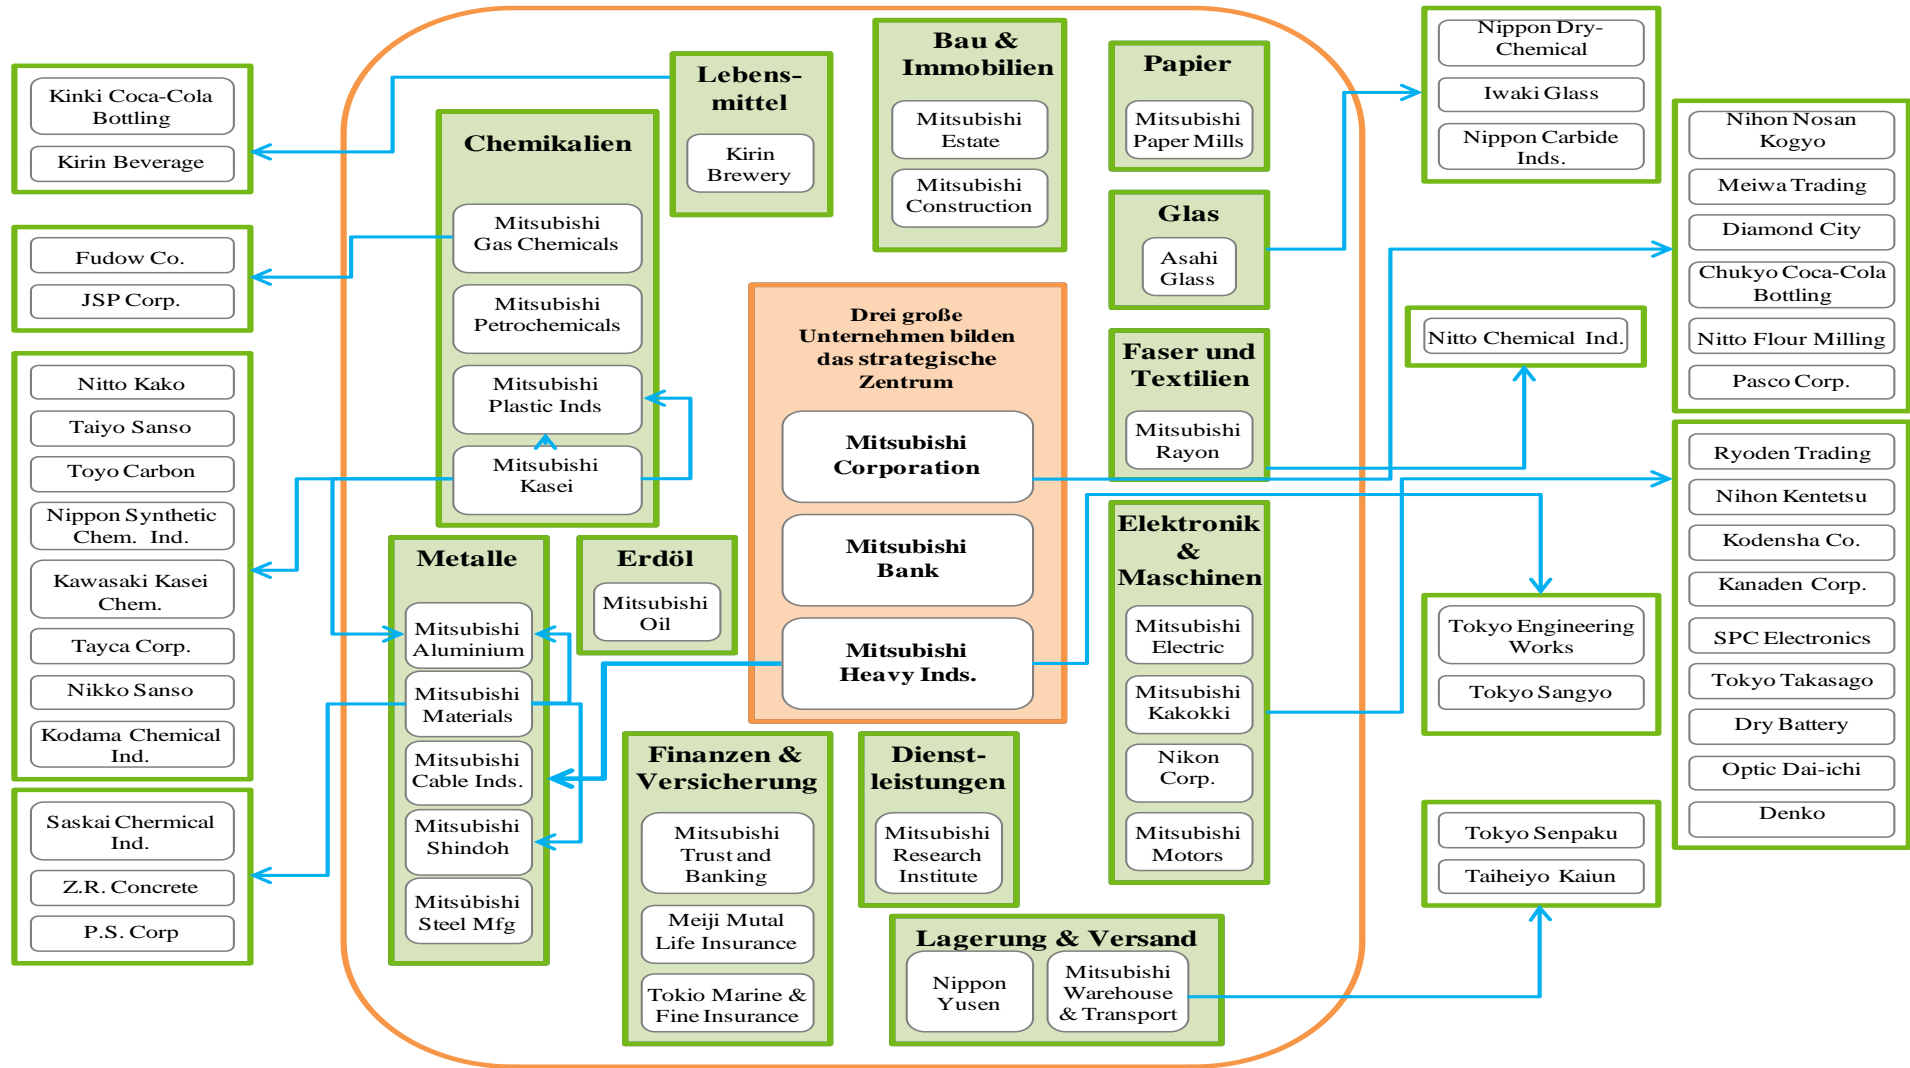 Kinki Coca-Cola
Bottling
Kirin Beverage
Fudow Co.
JSP Corp.
Nitto Kako
Taiyo Sanso
Toyo Carbon
Nippon Synthetic
Chem. Ind.
Kawasaki Kasei
Chem.
Tayca Corp.
Nikko Sanso
Kodama Chemical
Ind.
Saskai Chermical
Ind.
Z.R. Concrete
P.S. Corp
Chemikalien
Mitsubishi
Gas Chemicals
Mitsubishi
Petrochemicals
Mitsubishi
Plastic Inds
Mitsubishi
Kasei
Metalle
Mitsubishi
Aluminium
Mitsubishi
Materials
Mitsubishi
Cable Inds.
Mitsubishi
Shindoh
Mitsubishi
Steel Mfg
Lebens-
mittel
Kirin
Brewery
Erdöl
Mitsubishi
Oil
Finanzen &
Versicherung
Mitsubishi
Trust and
Banking
Meiji Mutal
Life Insurance
Tokio Marine &
Fine Insurance
Bau &
Immobilien
Mitsubishi
Estate
Mitsubishi
Construction
Drei große
Unternehmen bilden
das strategische
Zentrum
Mitsubishi
Corporation
Mitsubishi
Bank
Mitsubishi
Heavy Inds.
Dienst-
leistungen
Mitsubishi
Research
Institute
Lagerung & Versand
Nippon
Yusen
Mitsubishi
Warehouse
& Transport
Papier
Mitsubishi
Paper Mills
Glas
Asahi
Glass
Faser und
Textilien
Mitsubishi
Rayon
Elektronik
&
Maschinen
Mitsubishi
Electric
Mitsubishi
Kakokki
Nikon
Corp.
Mitsubishi
Motors
Nippon Dry-
Chemical
Iwaki Glass
Nippon Carbide
Inds.
Nitto Chemical Ind.
Tokyo Engineering
Works
Tokyo Sangyo
Tokyo Senpaku
Taiheiyo Kaiun
Nihon Nosan
Kogyo
Meiwa Trading
Diamond City
Chukyo Coca-Cola
Bottling
Nitto Flour Milling
Pasco Corp.
Ryoden Trading
Nihon Kentetsu
Kodensha Co.
Kanaden Corp.
SPC Electronics
Tokyo Takasago
Dry Battery
Optic Dai-ichi
Denko